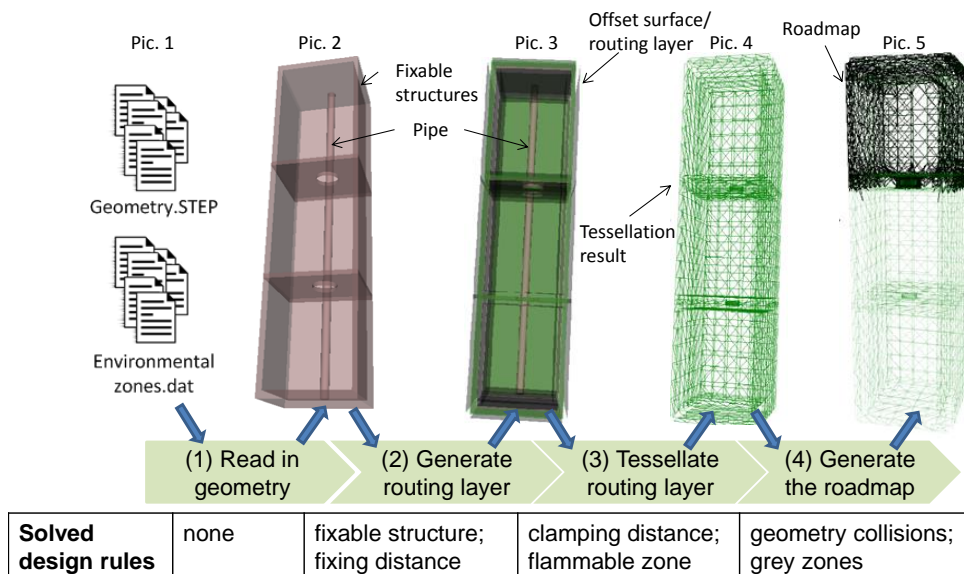 Pic. 1
Pic. 2
Pic. 3
Offset surface/
routing layer
Pic. 4
Roadmap
Pic. 5
Fixable
structures
Pipe
Geometry.STEP
Tessellation
result
Environmental
zones.dat
(1) Read in
geometry
(2) Generate
routing layer
(3) Tessellate
routing layer
(4) Generate
the roadmap
Solved
design rules
none
fixable structure;
fixing distance
clamping distance;
flammable zone
geometry collisions;
grey zones